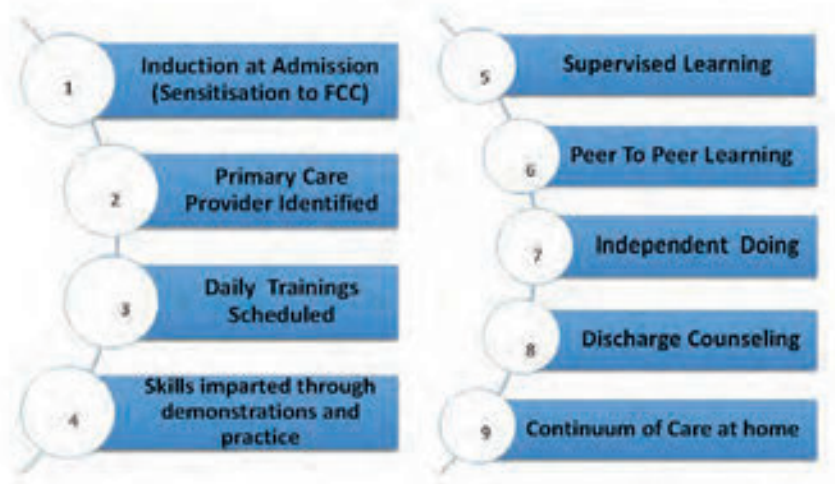 1
Induction at Admission
(Sensitisation to FCC)
2
Primary Care
Provider Identified
3
Daily Trainings
Scheduled
4
Skills imparted through
demonstrations and
practice
5
Supervised Learning
6
Peer To Peer Learning
7
Independent Doing
8
Discharge Counseling
9
Continuum of Care at home